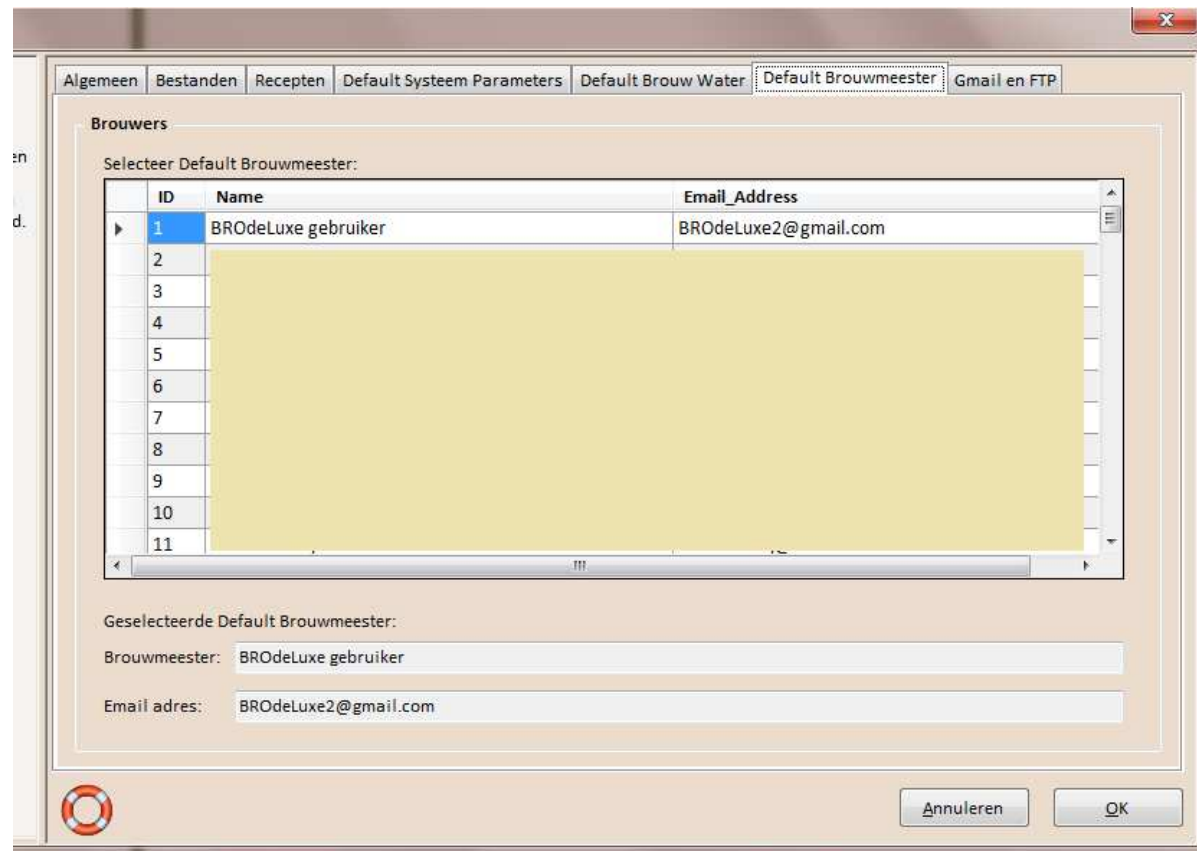 Algemeen Bestanden Recepten Default Systeem Parameters Default Brouw Water Default Brouwmeester Gmail en FTP
Brouwers
en
Selecteer Default Brouwmeester:
d.
ID Name Email_Address
1 BROdeLuxe gebruiker BROdeLuxe2@gmail.com
2
3
4
5
6
7
8
9
10
11
Geselecteerde Default Brouwmeester:
Brouwmeester: BROdeLuxe gebruiker
Email adres: BROdeLuxe2@gmail.com
Annuleren OK